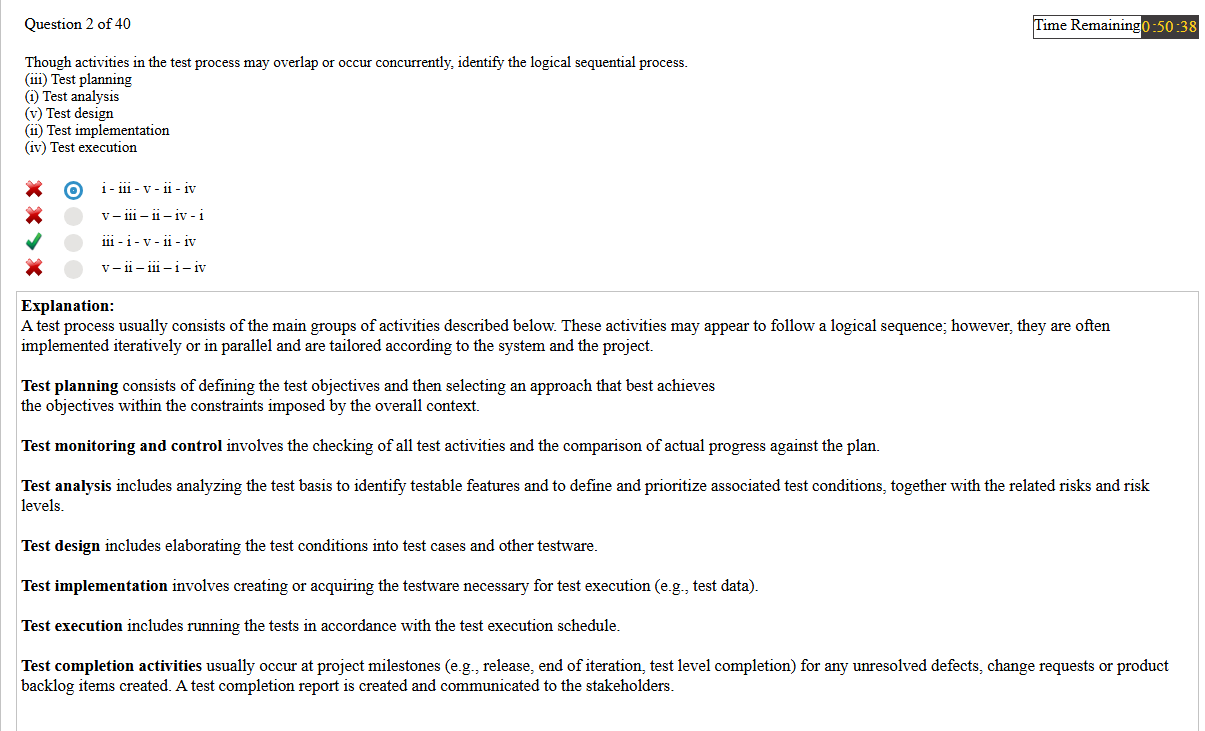 Question 2 of 40
Time Remaining 0:50:38
Though activities in the test process may overlap or occur concurrently, identify the logical sequential process.
(iii) Test planning
(i) Test analysis
(v) Test design
(ii) Test implementation
(iv) Test execution
i - iii - v - ii - iv
v – iii – ii – iv - i
iii - i - v - ii - iv
v – ii – iii – i – iv
Explanation:
A test process usually consists of the main groups of activities described below. These activities may appear to follow a logical sequence; however, they are often
implemented iteratively or in parallel and are tailored according to the system and the project.
Test planning consists of defining the test objectives and then selecting an approach that best achieves
the objectives within the constraints imposed by the overall context.
Test monitoring and control involves the checking of all test activities and the comparison of actual progress against the plan.
Test analysis includes analyzing the test basis to identify testable features and to define and prioritize associated test conditions, together with the related risks and risk
levels.
Test design includes elaborating the test conditions into test cases and other testware.
Test implementation involves creating or acquiring the testware necessary for test execution (e.g., test data).
Test execution includes running the tests in accordance with the test execution schedule.
Test completion activities usually occur at project milestones (e.g., release, end of iteration, test level completion) for any unresolved defects, change requests or product
backlog items created. A test completion report is created and communicated to the stakeholders.